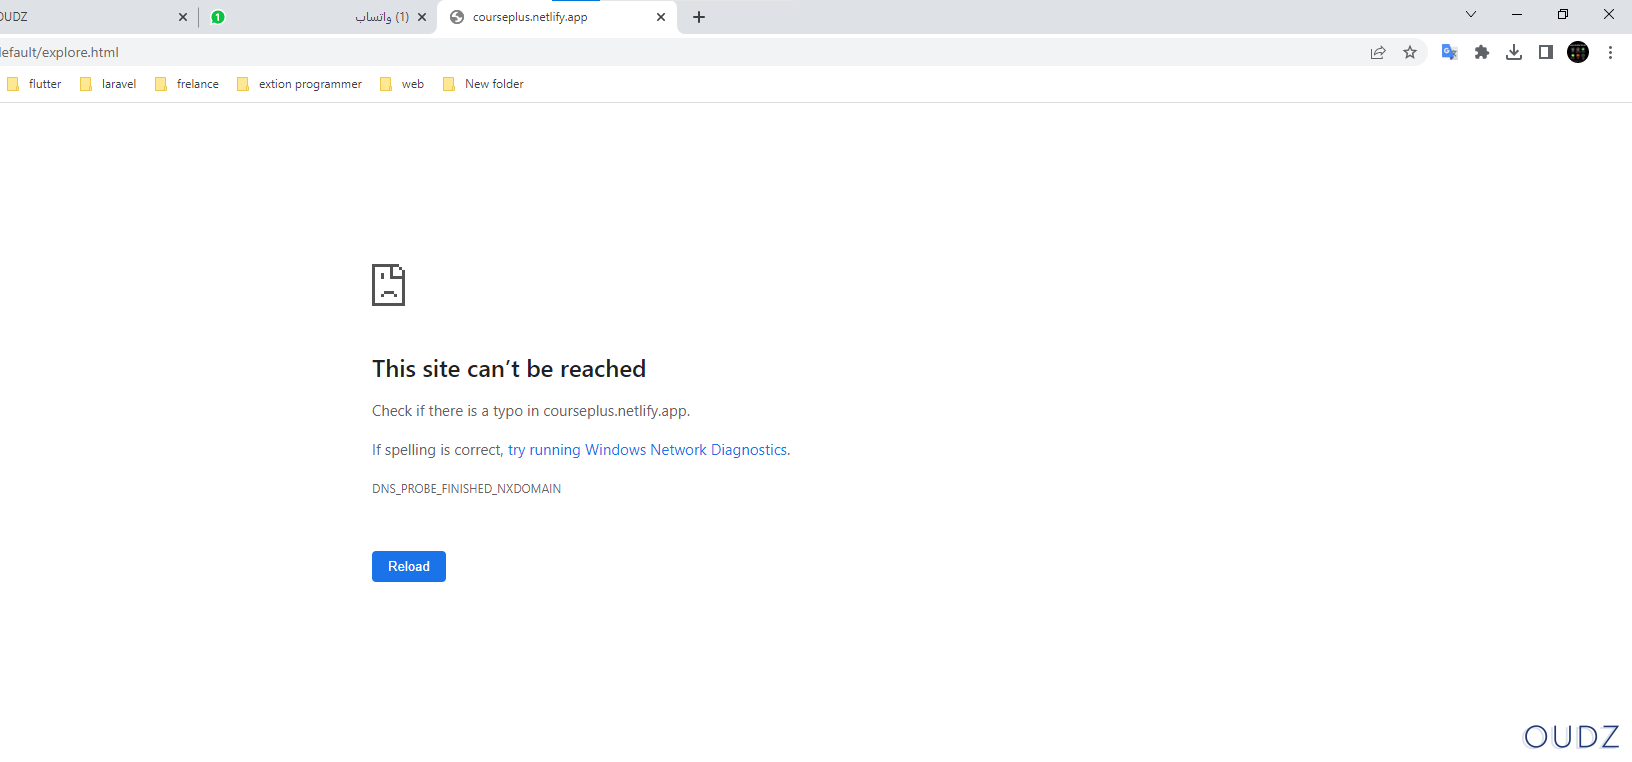 OUDZ
1
واتساب (1)
courseplus.netlify.app
efault/explore.html
flutter
laravel
frelance
extion programmer
web
New folder
This site can't be reached
Check if there is a typo in courseplus.netlify.app.
If spelling is correct, try running Windows Network Diagnostics.
DNS_PROBE_FINISHED_NXDOMAIN
Reload
OUDZ